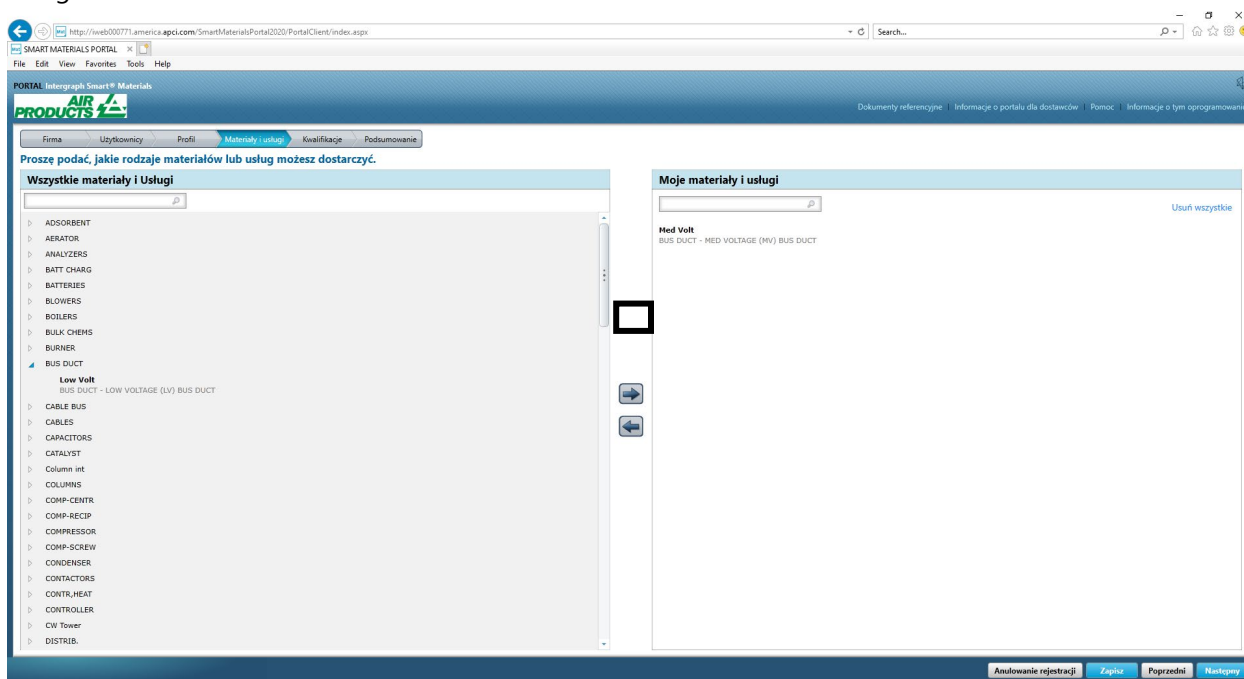 http://iweb000771.america.apci.com/SmartMaterialsPortal2020/PortalClient/index.aspx
Search...
SMART MATERIALS PORTAL
File Edit View Favorites Tools Help
PORTAL Intergraph Smart® Materials
AIR
PRODUCTS
Dokumenty referencyjne | Informacje o portalu dla dostawców | Pomoc | Informacje o tym oprogramowani
Firma Użytkownicy Profil Materiały i usługi Kwalifikacje Podsumowanie
Proszę podać, jakie rodzaje materiałów lub usług możesz dostarczyć.
Wszystkie materiały i Usługi
ADSORBENT
AERATOR
ANALYZERS
BATT CHARG
BATTERIES
BLOWERS
BOILERS
BULK CHEMS
BURNER
BUS DUCT
Low Volt
BUS DUCT - LOW VOLTAGE (LV) BUS DUCT
CABLE BUS
CABLES
CAPACITORS
CATALYST
Column int
COLUMNS
COMP-CENTR
COMP-RECIP
COMPRESSOR
COMP-SCREW
CONDENSER
CONTACTORS
CONTR,HEAT
CONTROLLER
CW Tower
DISTRIB.
Moje materiały i usługi
Usuń wszystkie
Med Volt
BUS DUCT - MED VOLTAGE (MV) BUS DUCT
Anulowanie rejestracji Zapisz Poprzedni Następny